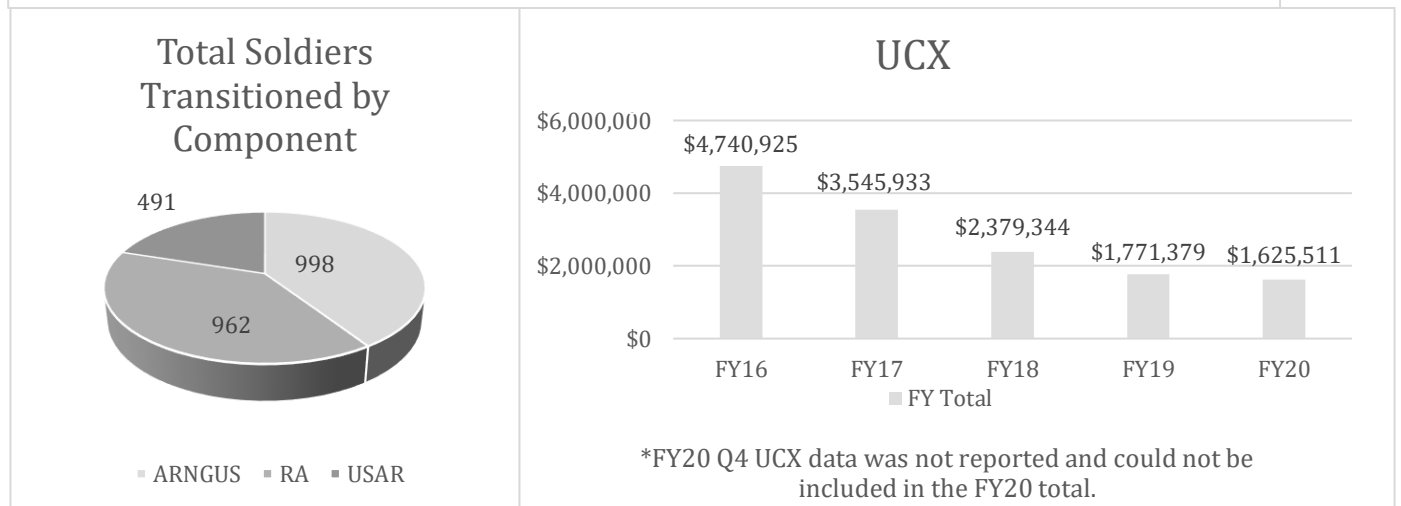 Total Soldiers
Transitioned by
Component
491
998
962
ARNGUS RA USAR
UCX
$6,000,000
$4,000,000
$2,000,000
$0
$4,740,925
$3,545,933
$2,379,344
$1,771,379
$1,625,511
FY16 FY17 FY18 FY19 FY20
FY Total
*FY20 Q4 UCX data was not reported and could not be
included in the FY20 total.